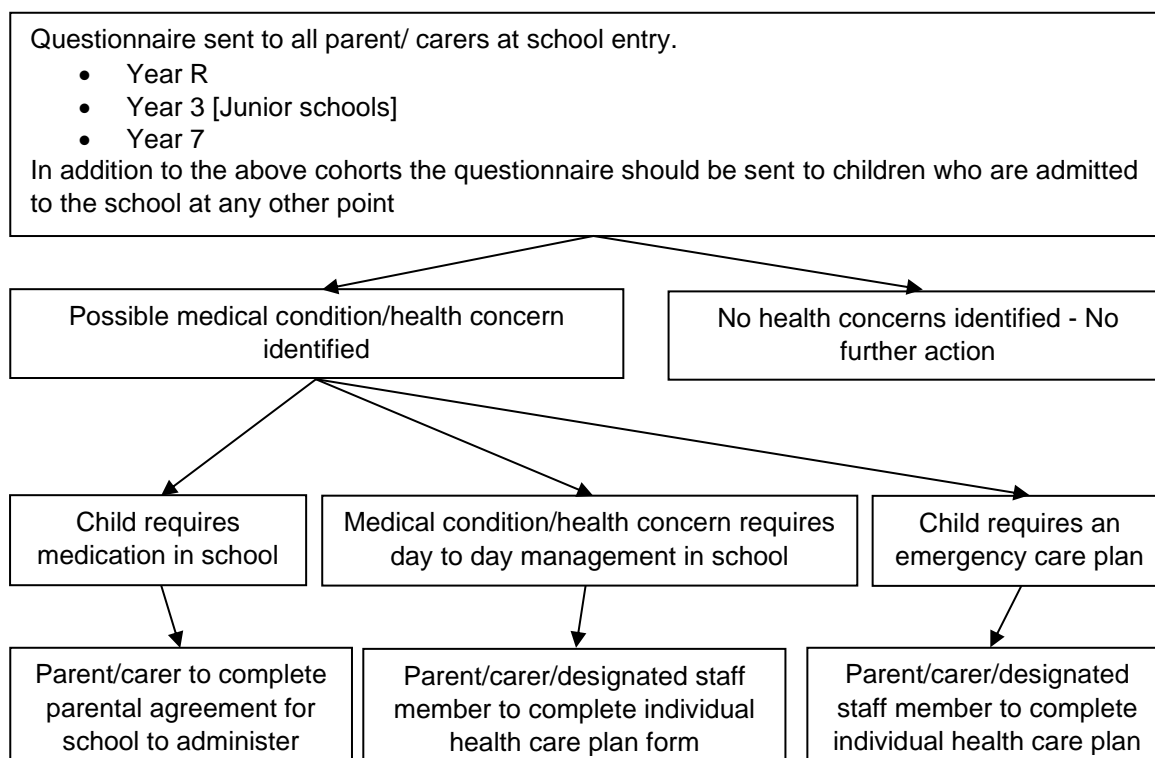 Questionnaire sent to all parent/ carers at school entry.
• Year R
• Year 3 [Junior schools]
• Year 7
In addition to the above cohorts the questionnaire should be sent to children who are admitted
to the school at any other point
Possible medical condition/health concern
identified
No health concerns identified - No
further action
Child requires
medication in school
Medical condition/health concern requires
day to day management in school
Child requires an
emergency care plan
Parent/carer to complete
parental agreement for
school to administer
Parent/carer/designated staff
member to complete individual
health care plan form
Parent/carer/designated
staff member to complete
individual health care plan